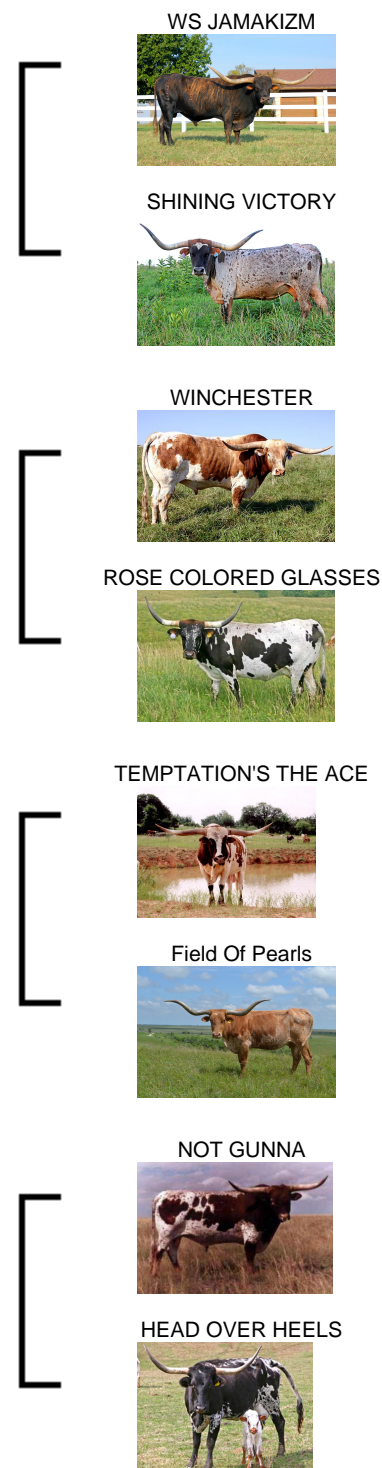 WS JAMAKIZM
SHINING VICTORY
WINCHESTER
ROSE COLORED GLASSES
TEMPTATION'S THE ACE
Field Of Pearls
NOT GUNNA
HEAD OVER HEELS